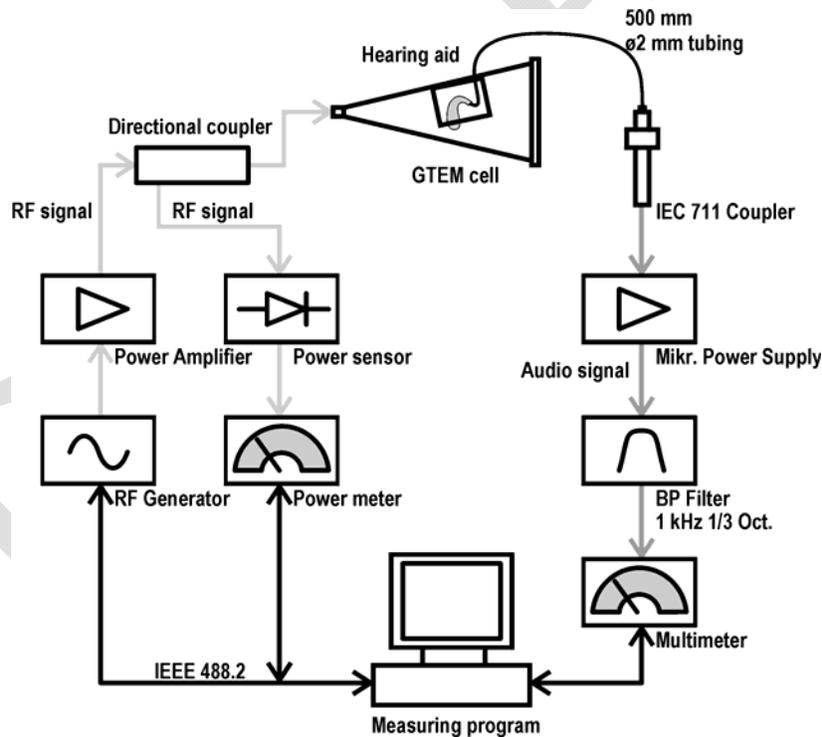 500 mm
ø2 mm tubing
Hearing aid
Directional coupler
GTEM cell
RF signal
RF signal
IEC 711 Coupler
Power Amplifier
Power sensor
Mikr. Power Supply
Audio signal
RF Generator
Power meter
BP Filter
1 kHz 1/3 Oct.
Multimeter
IEEE 488.2
Measuring program